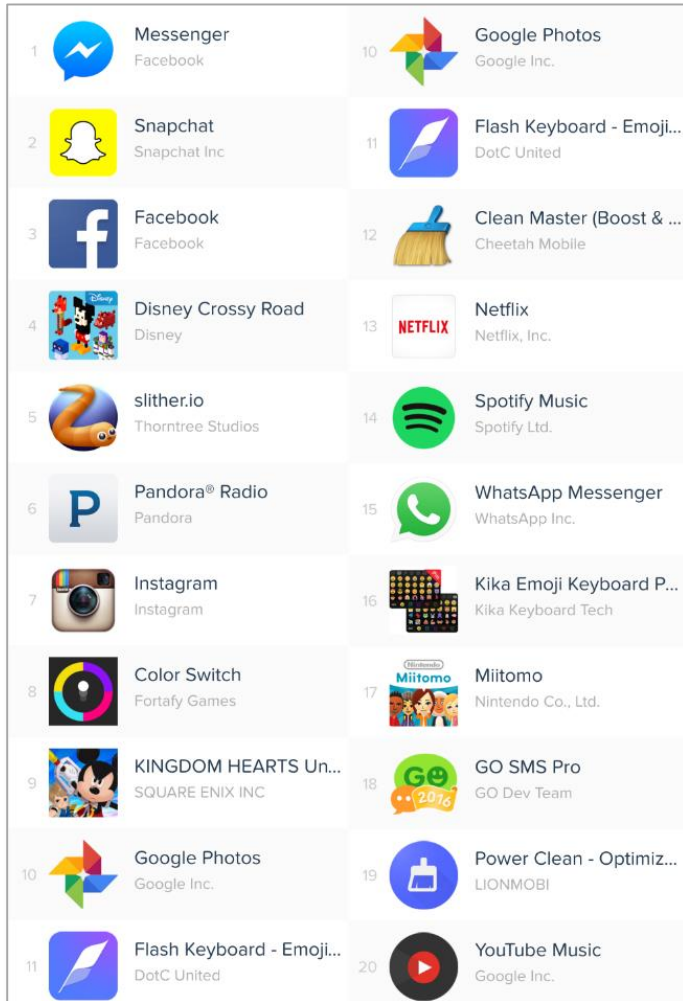 1
Messenger
Facebook
2
Snapchat
Snapchat Inc
3
Facebook
Facebook
4
Disney
Disney Crossy Road
Disney
5
slither.io
Thorntree Studios
6
P
Pandora® Radio
Pandora
7
Instagram
Instagram
8
Color Switch
Fortafy Games
9
KINGDOM HEARTS Un...
SQUARE ENIX INC
10
Google Photos
Google Inc.
11
Flash Keyboard - Emoji...
DotC United
10
Google Photos
Google Inc.
11
Flash Keyboard - Emoji...
DotC United
12
Clean Master (Boost & ...
Cheetah Mobile
13
NETFLIX
Netflix
Netflix, Inc.
14
Spotify Music
Spotify Ltd.
15
WhatsApp Messenger
WhatsApp Inc.
16
Kika Emoji Keyboard P...
Kika Keyboard Tech
17
Nintendo
Miitomo
Miitomo
Nintendo Co., Ltd.
18
GO
2016
GO SMS Pro
GO Dev Team
19
Power Clean - Optimiz...
LIONMOBI
20
YouTube Music
Google Inc.